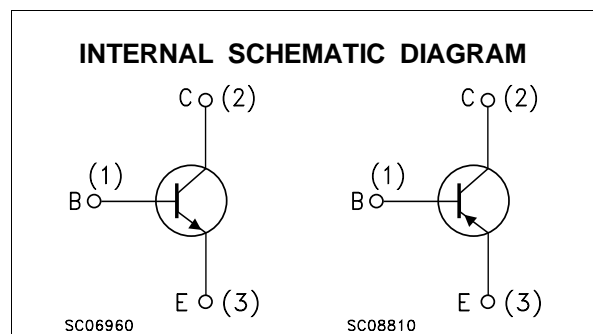 INTERNAL SCHEMATIC DIAGRAM
C (2) C (2)
(1) (1)
B B
E (3) E (3)
SC06960 SC08810